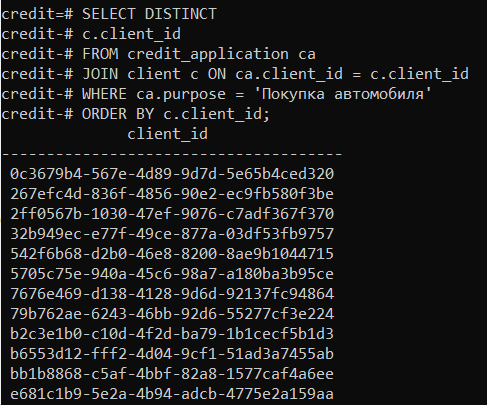 credit=# SELECT DISTINCT
credit-# c.client_id
credit-# FROM credit_application ca
credit-# JOIN client c ON ca.client_id = c.client_id
credit-# WHERE ca.purpose = 'Покупка автомобиля'
credit-# ORDER BY c.client_id;
client_id
--------------------------------------
0c3679b4-567e-4d89-9d7d-5e65b4ced320
267efc4d-836f-4856-90e2-ec9fb580f3be
2ff0567b-1030-47ef-9076-c7adf367f370
32b949ec-e77f-49ce-877a-03df53fb9757
542f6b68-d2b0-46e8-8200-8ae9b1044715
5705c75e-940a-45c6-98a7-a180ba3b95ce
7676e469-d138-4128-9d6d-92137fc94864
79b762ae-6243-46bb-92d6-55277cf3e224
b2c3e1b0-c10d-4f2d-ba79-1b1cecf5b1d3
b6553d12-fff2-4d04-9cf1-51ad3a7455ab
bb1b8868-c5af-4bbf-82a8-1577caf4a6ee
e681c1b9-5e2a-4b94-adcb-4775e2a159aa